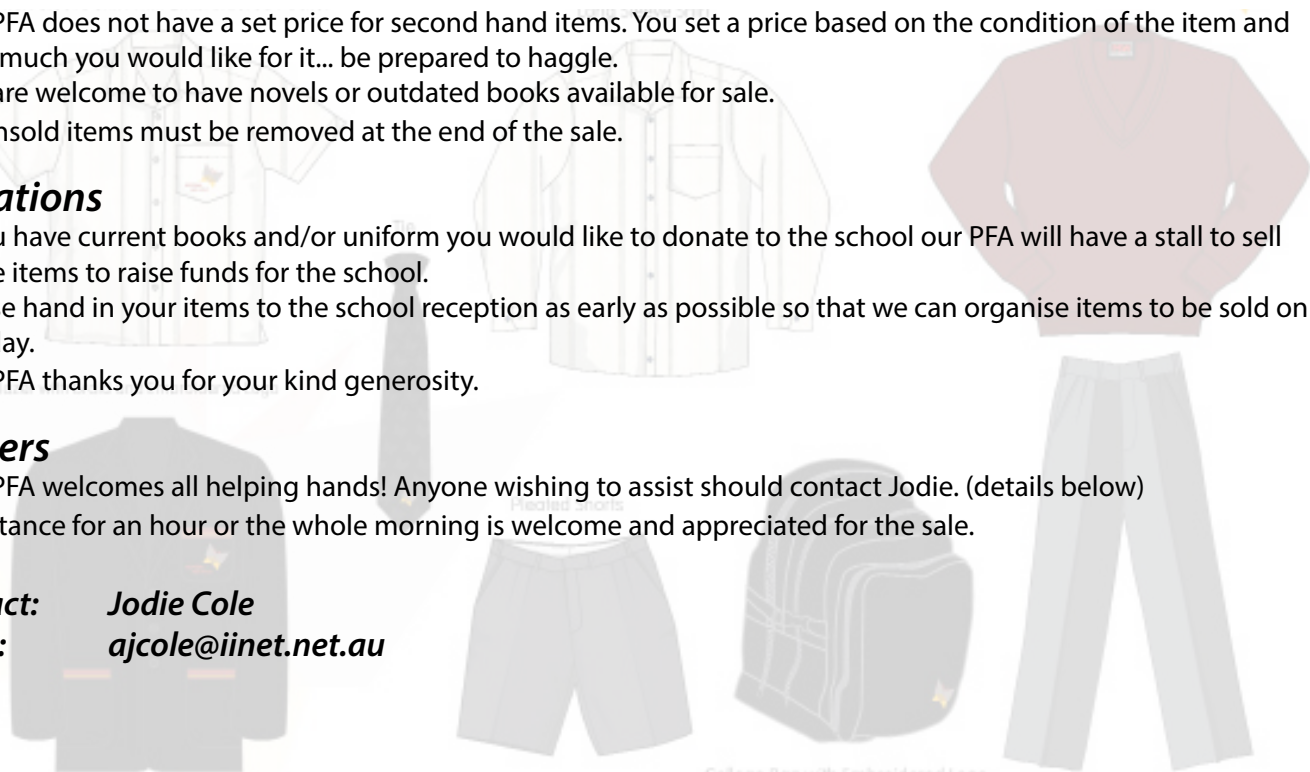 PFA does not have a set price for second hand items. You set a price based on the condition of the item and
much you would like for it... be prepared to haggle.
are welcome to have novels or outdated books available for sale.
nsold items must be removed at the end of the sale.
ations
u have current books and/or uniform you would like to donate to the school our PFA will have a stall to sell
e items to raise funds for the school.
e hand in your items to the school reception as early as possible so that we can organise items to be sold on
lay.
PFA thanks you for your kind generosity.
ers
PFA welcomes all helping hands! Anyone wishing to assist should contact Jodie. (details below)
tance for an hour or the whole morning is welcome and appreciated for the sale.
Pleated Shorts
act: Jodie Cole
: ajcole@iinet.net.au